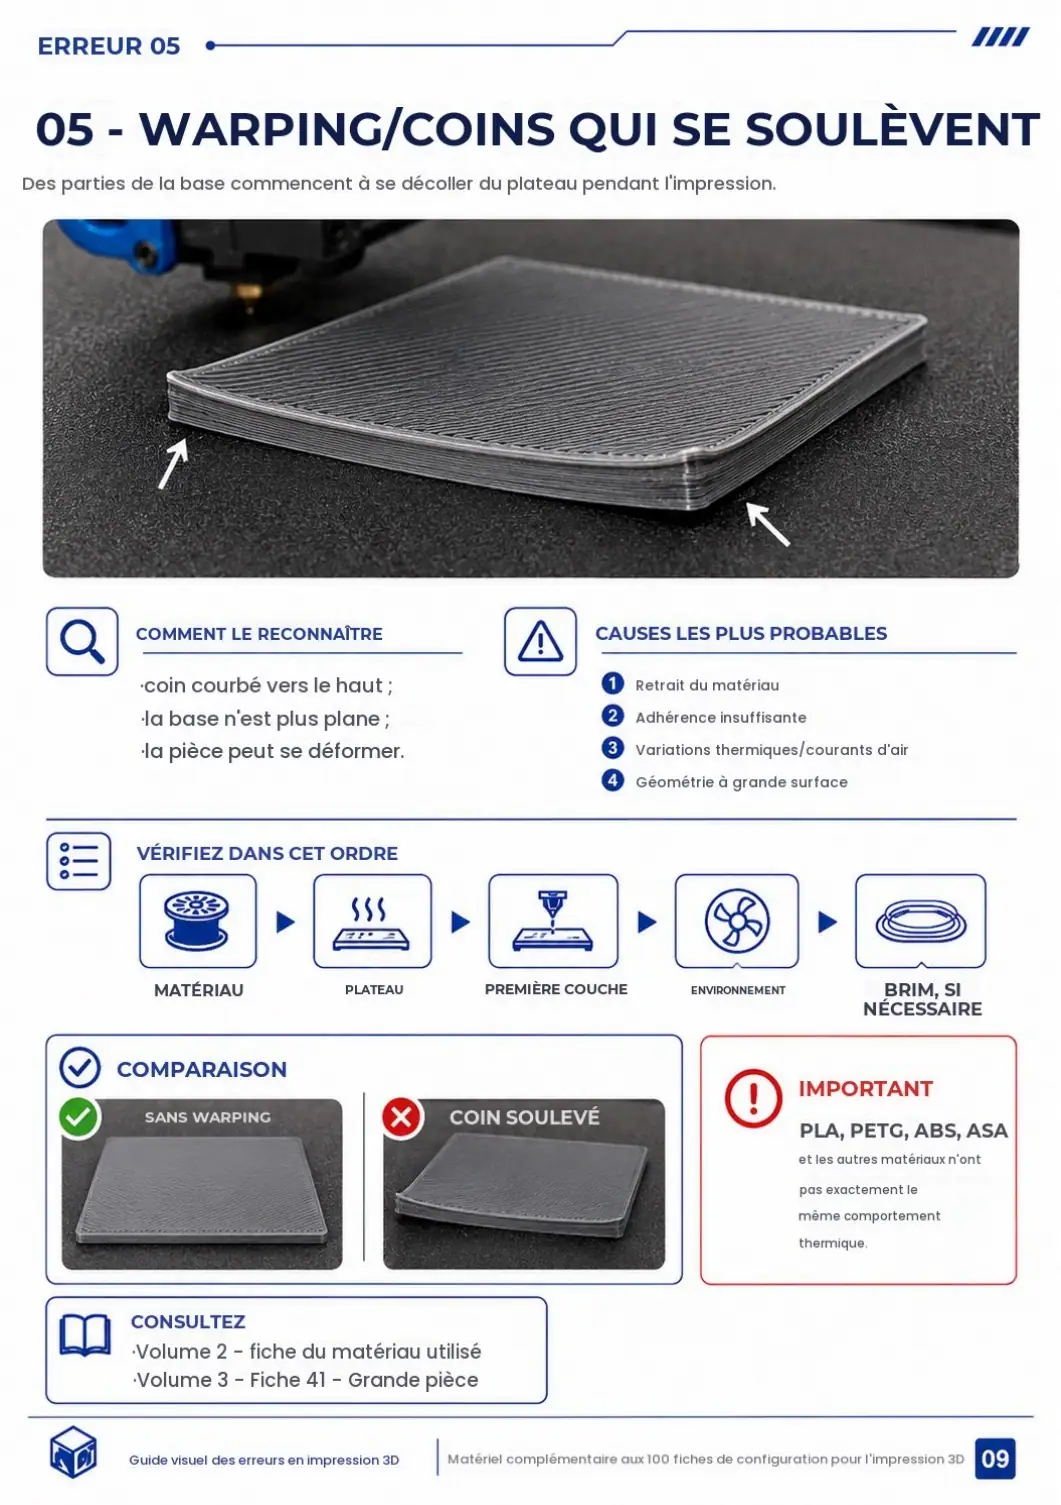 ERREUR 05
05 - WARPING/COINS QUI SE SOULÈVENT
Des parties de la base commencent à se décoller du plateau pendant l'impression.
COMMENT LE RECONNAÎTRE
·coin courbé vers le haut ;
·la base n'est plus plane ;
·la pièce peut se déformer.
CAUSES LES PLUS PROBABLES
1 Retrait du matériau
2 Adhérence insuffisante
3 Variations thermiques/courants d'air
4 Géométrie à grande surface
VÉRIFIEZ DANS CET ORDRE
MATÉRIAU
PLATEAU
PREMIÈRE COUCHE
ENVIRONNEMENT
BRIM, SI
NÉCESSAIRE
COMPARAISON
SANS WARPING
COIN SOULEVÉ
IMPORTANT
PLA, PETG, ABS, ASA
et les autres matériaux n'ont
pas exactement le
même comportement
thermique.
CONSULTEZ
·Volume 2 - fiche du matériau utilisé
·Volume 3 - Fiche 41 - Grande pièce
Guide visuel des erreurs en impression 3D
Matériel complémentaire aux 100 fiches de configuration pour l'impression 3D
09